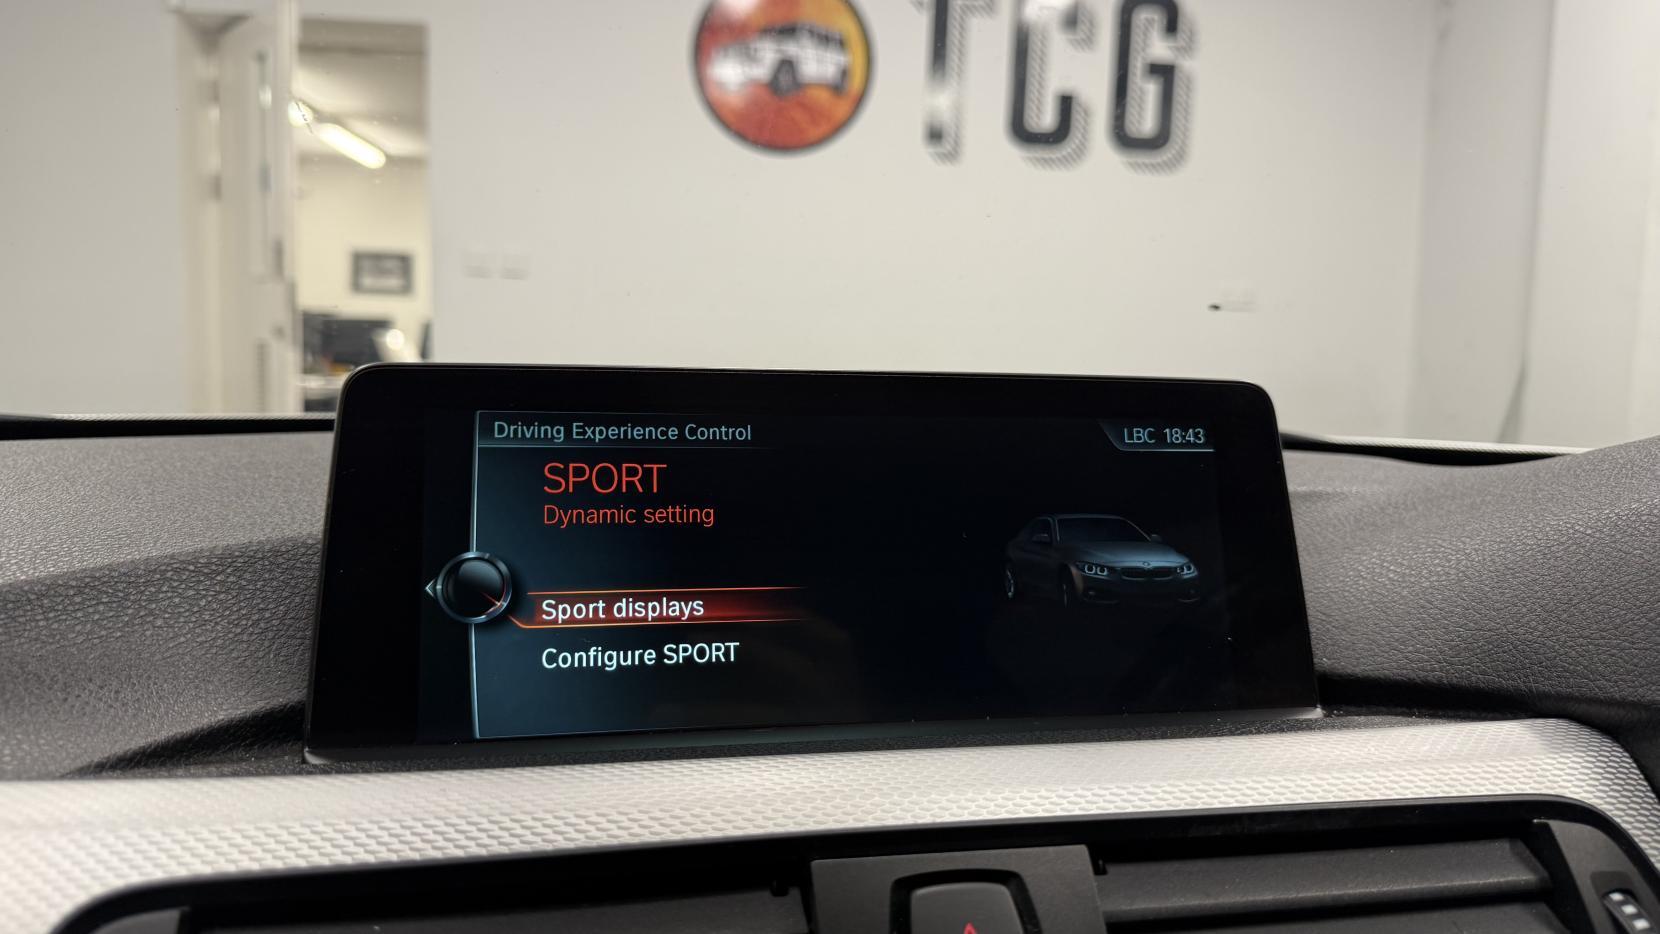 TCG
Driving Experience Control
LBC 18:43
SPORT
Dynamic setting
Sport displays
Configure SPORT